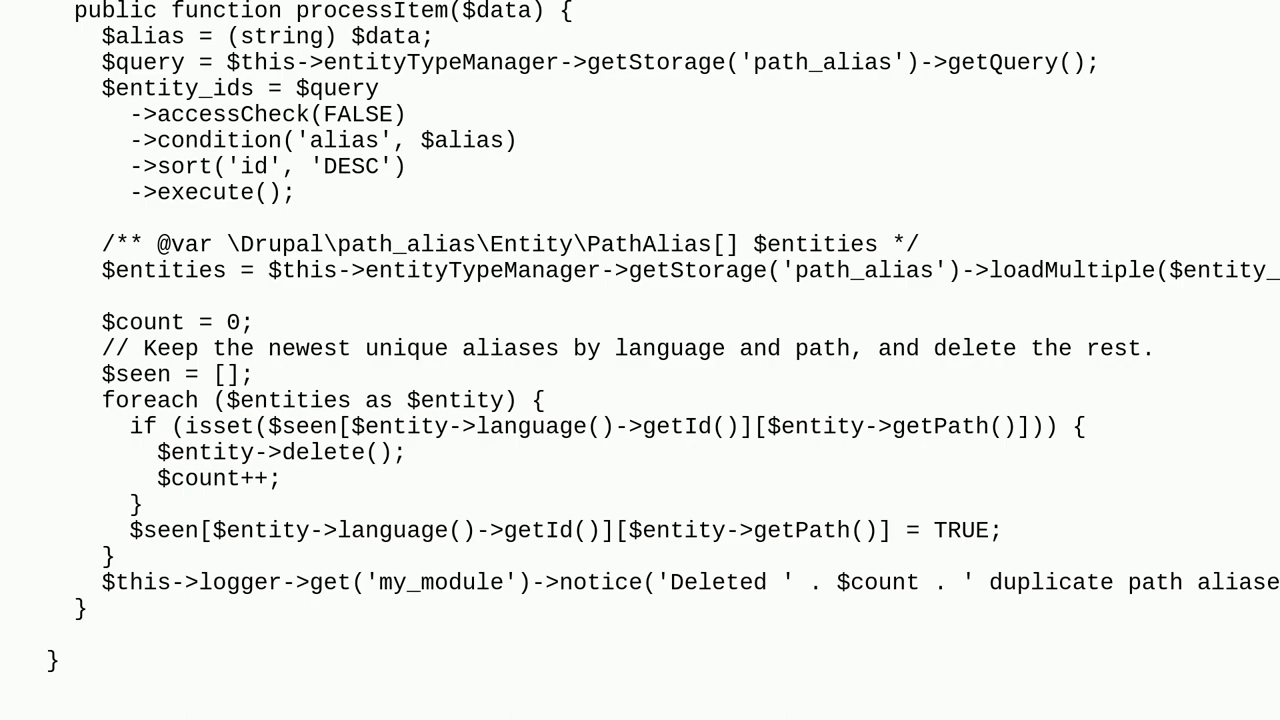 public function processItem($data) {
$alias = (string) $data;
$query = $this->entityTypeManager->getStorage('path_alias')->getQuery();
$entity_ids = $query
->accessCheck(FALSE)
->condition('alias', $alias)
->sort('id', 'DESC')
->execute();
/** @var \Drupal\path_alias\Entity\PathAlias[] $entities */
$entities = $this->entityTypeManager->getStorage('path_alias')->loadMultiple($entity_
$count = 0;
// Keep the newest unique aliases by language and path, and delete the rest.
$seen = [];
foreach ($entities as $entity) {
if (isset($seen[$entity->language()->getId()][$entity->getPath()])) {
$entity->delete();
$count++;
}
$seen[$entity->language()->getId()][$entity->getPath()] = TRUE;
}
$this->logger->get('my_module')->notice('Deleted ' . $count . ' duplicate path aliase
}
}